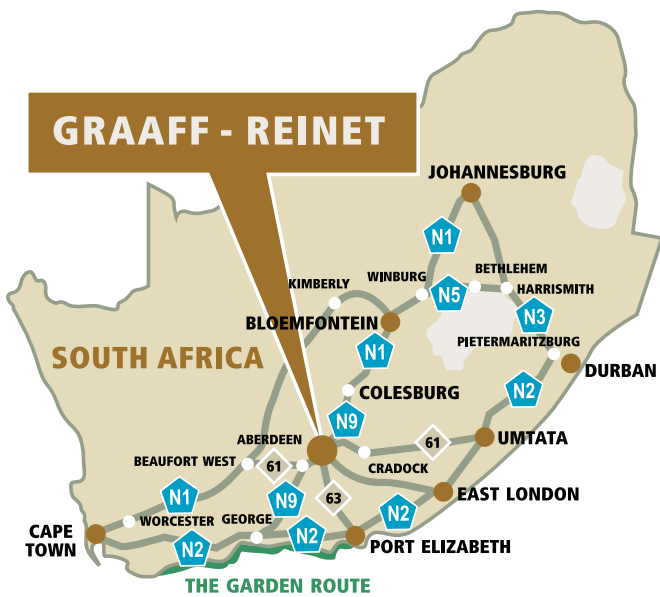 GRAAFF - REINET
JOHANNESBURG
N1
KIMBERLY
WINBURG
BETHLEHEM
N5
HARRISMITH
N3
BLOEMFONTEIN
PIETERMARITZBURG
SOUTH AFRICA
N1
DURBAN
N2
COLESBURG
N9
ABERDEEN
61
UMTATA
BEAUFORT WEST
61
CRADOCK
N1
N9
63
EAST LONDON
N2
WORCESTER
GEORGE
CAPE
TOWN
N2
N2
PORT ELIZABETH
THE GARDEN ROUTE